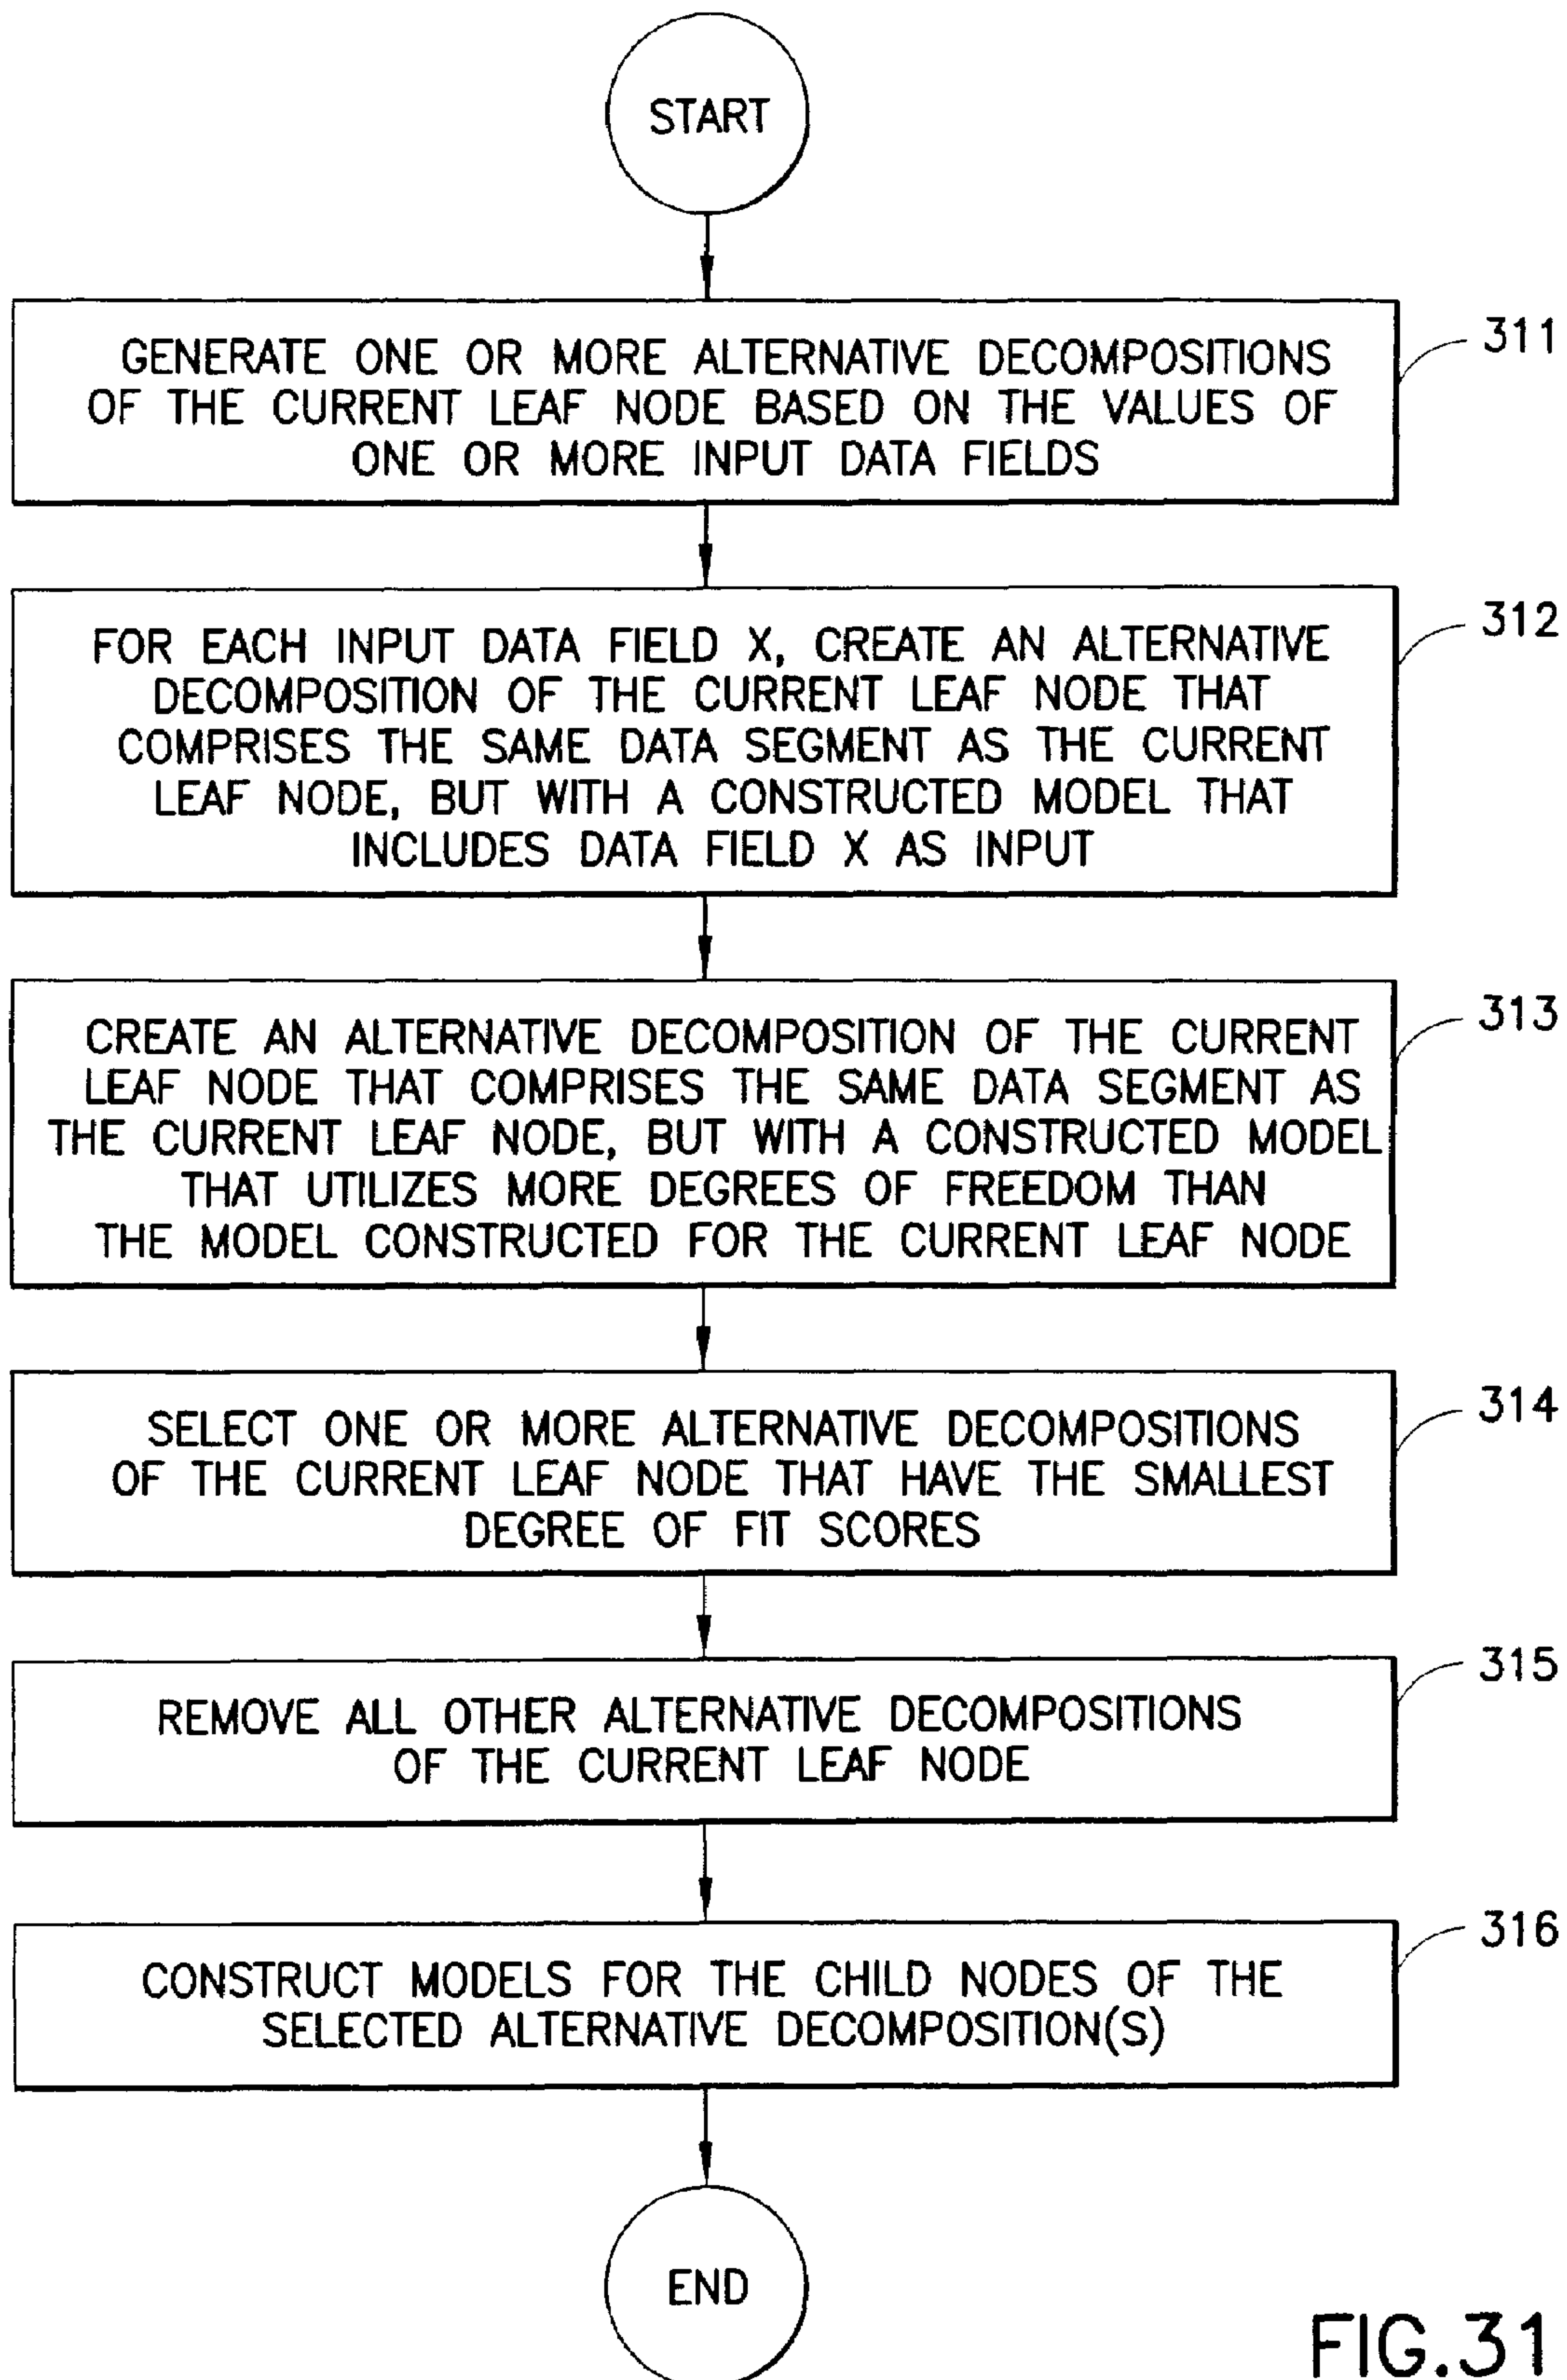 START
GENERATE ONE OR MORE ALTERNATIVE DECOMPOSITIONS
OF THE CURRENT LEAF NODE BASED ON THE VALUES OF
ONE OR MORE INPUT DATA FIELDS
311
FOR EACH INPUT DATA FIELD X, CREATE AN ALTERNATIVE
DECOMPOSITION OF THE CURRENT LEAF NODE THAT
COMPRISES THE SAME DATA SEGMENT AS THE CURRENT
LEAF NODE, BUT WITH A CONSTRUCTED MODEL THAT
INCLUDES DATA FIELD X AS INPUT
312
CREATE AN ALTERNATIVE DECOMPOSITION OF THE CURRENT
LEAF NODE THAT COMPRISES THE SAME DATA SEGMENT AS
THE CURRENT LEAF NODE, BUT WITH A CONSTRUCTED MODEL
THAT UTILIZES MORE DEGREES OF FREEDOM THAN
THE MODEL CONSTRUCTED FOR THE CURRENT LEAF NODE
313
SELECT ONE OR MORE ALTERNATIVE DECOMPOSITIONS
OF THE CURRENT LEAF NODE THAT HAVE THE SMALLEST
DEGREE OF FIT SCORES
314
REMOVE ALL OTHER ALTERNATIVE DECOMPOSITIONS
OF THE CURRENT LEAF NODE
315
CONSTRUCT MODELS FOR THE CHILD NODES OF THE
SELECTED ALTERNATIVE DECOMPOSITION(S)
316
END
FIG.31